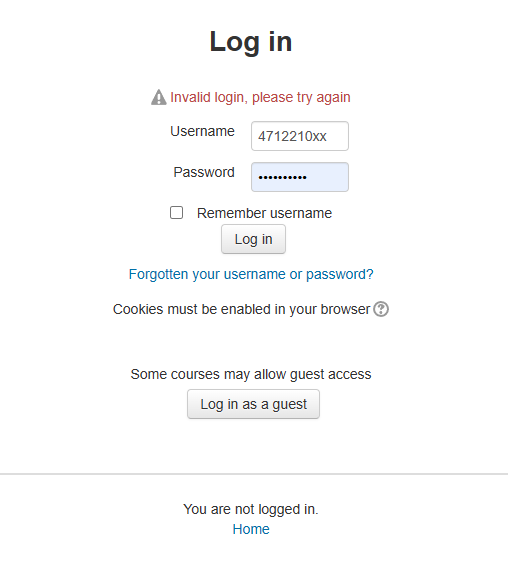 Log in
Invalid login, please try again
Username 4712210xx
Password ••••••••••
Remember username
Log in
Forgotten your username or password?
Cookies must be enabled in your browser
Some courses may allow guest access
Log in as a guest
You are not logged in.
Home